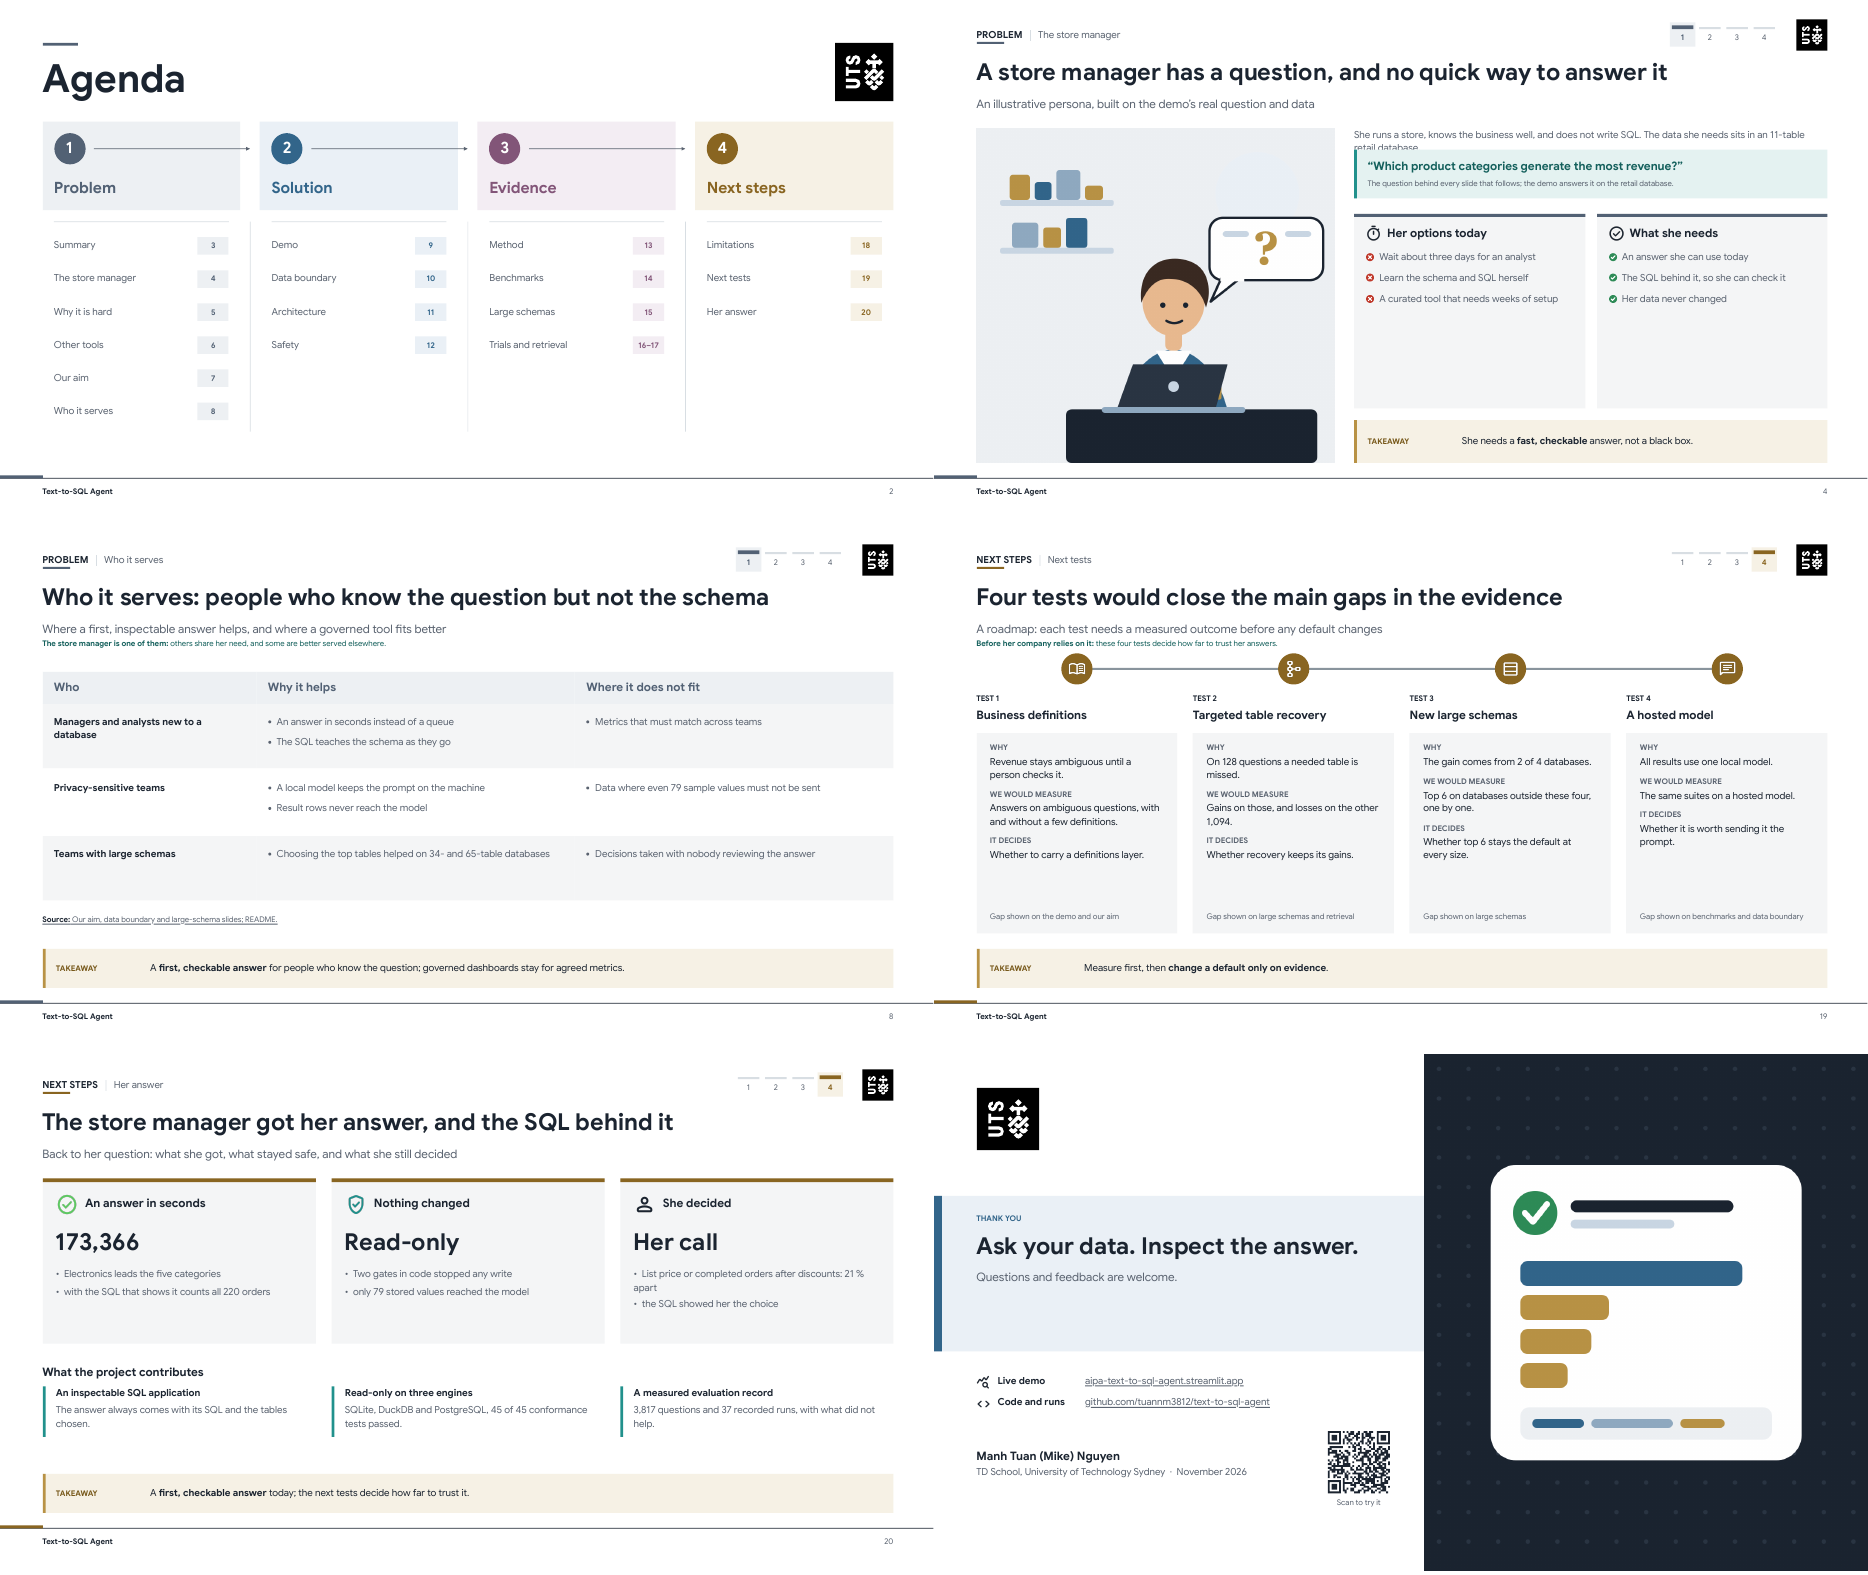 Agenda
UTS
1
2
3
4
Problem
Solution
Evidence
Next steps
Summary 3
The store manager 4
Why it is hard 5
Other tools 6
Our aim 7
Who it serves 8
Demo 9
Data boundary 10
Architecture 11
Safety 12
Method 13
Benchmarks 14
Large schemas 15
Trials and retrieval 16–17
Limitations 18
Next tests 19
Her answer 20
Text-to-SQL Agent
2
PROBLEM | The store manager
1 2 3 4
UTS
A store manager has a question, and no quick way to answer it
An illustrative persona, built on the demo's real question and data
?
She runs a store, knows the business well, and does not write SQL. The data she needs sits in an 11-table
retail database.
“Which product categories generate the most revenue?”
The question behind every slide that follows; the demo answers it on the retail database.
Her options today
Wait about three days for an analyst
Learn the schema and SQL herself
A curated tool that needs weeks of setup
What she needs
An answer she can use today
The SQL behind it, so she can check it
Her data never changed
TAKEAWAY She needs a fast, checkable answer, not a black box.
Text-to-SQL Agent
4
PROBLEM | Who it serves
1 2 3 4
UTS
Who it serves: people who know the question but not the schema
Where a first, inspectable answer helps, and where a governed tool fits better
The store manager is one of them: others share her need, and some are better served elsewhere.
Who
Why it helps
Where it does not fit
Managers and analysts new to a
database
• An answer in seconds instead of a queue
• The SQL teaches the schema as they go
• Metrics that must match across teams
Privacy-sensitive teams
• A local model keeps the prompt on the machine
• Result rows never reach the model
• Data where even 79 sample values must not be sent
Teams with large schemas
• Choosing the top tables helped on 34- and 65-table databases
• Decisions taken with nobody reviewing the answer
Source: Our aim, data boundary and large-schema slides; README.
TAKEAWAY A first, checkable answer for people who know the question; governed dashboards stay for agreed metrics.
Text-to-SQL Agent
8
NEXT STEPS | Next tests
1 2 3 4
UTS
Four tests would close the main gaps in the evidence
A roadmap: each test needs a measured outcome before any default changes
Before her company relies on it: these four tests decide how far to trust her answers.
TEST 1
Business definitions
WHY
Revenue stays ambiguous until a
person checks it.
WE WOULD MEASURE
Answers on ambiguous questions, with
and without a few definitions.
IT DECIDES
Whether to carry a definitions layer.
Gap shown on the demo and our aim
TEST 2
Targeted table recovery
WHY
On 128 questions a needed table is
missed.
WE WOULD MEASURE
Gains on those, and losses on the other
1,094.
IT DECIDES
Whether recovery keeps its gains.
Gap shown on large schemas and retrieval
TEST 3
New large schemas
WHY
The gain comes from 2 of 4 databases.
WE WOULD MEASURE
Top 6 on databases outside these four,
one by one.
IT DECIDES
Whether top 6 stays the default at
every size.
Gap shown on large schemas
TEST 4
A hosted model
WHY
All results use one local model.
WE WOULD MEASURE
The same suites on a hosted model.
IT DECIDES
Whether it is worth sending it the
prompt.
Gap shown on benchmarks and data boundary
TAKEAWAY Measure first, then change a default only on evidence.
Text-to-SQL Agent
19
NEXT STEPS | Her answer
1 2 3 4
UTS
The store manager got her answer, and the SQL behind it
Back to her question: what she got, what stayed safe, and what she still decided
An answer in seconds
173,366
• Electronics leads the five categories
• with the SQL that shows it counts all 220 orders
Nothing changed
Read-only
• Two gates in code stopped any write
• only 79 stored values reached the model
She decided
Her call
• List price or completed orders after discounts: 21 %
apart
• the SQL showed her the choice
What the project contributes
An inspectable SQL application
The answer always comes with its SQL and the tables
chosen.
Read-only on three engines
SQLite, DuckDB and PostgreSQL, 45 of 45 conformance
tests passed.
A measured evaluation record
3,817 questions and 37 recorded runs, with what did not
help.
TAKEAWAY A first, checkable answer today; the next tests decide how far to trust it.
Text-to-SQL Agent
20
UTS
THANK YOU
Ask your data. Inspect the answer.
Questions and feedback are welcome.
Live demo aipa-text-to-sql-agent.streamlit.app
Code and runs github.com/tuannm3812/text-to-sql-agent
Manh Tuan (Mike) Nguyen
TD School, University of Technology Sydney · November 2026
Scan to try it